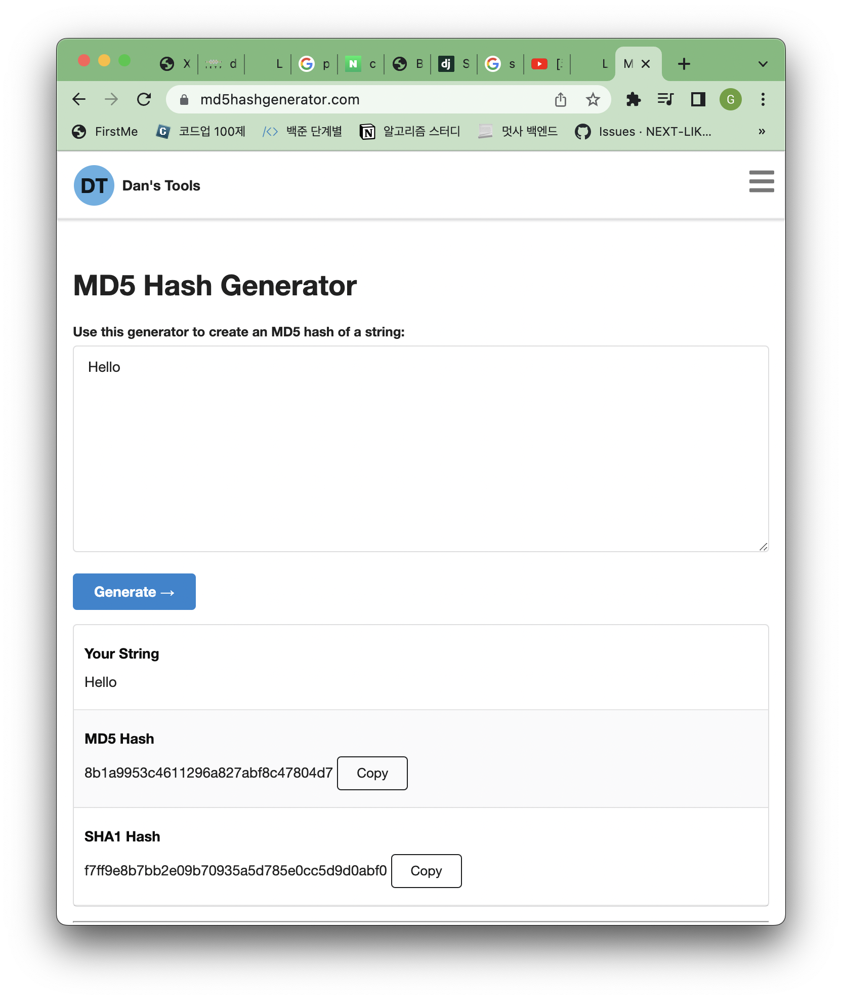 X d L p c B dj S s [ L M
md5hashgenerator.com
G
FirstMe 코드업 100제 백준 단계별 알고리즘 스터디 멋사 백엔드 Issues · NEXT-LIK... »
DT Dan's Tools
MD5 Hash Generator
Use this generator to create an MD5 hash of a string:
Hello
Generate →
Your String
Hello
MD5 Hash
8b1a9953c4611296a827abf8c47804d7 Copy
SHA1 Hash
f7ff9e8b7bb2e09b70935a5d785e0cc5d9d0abf0 Copy